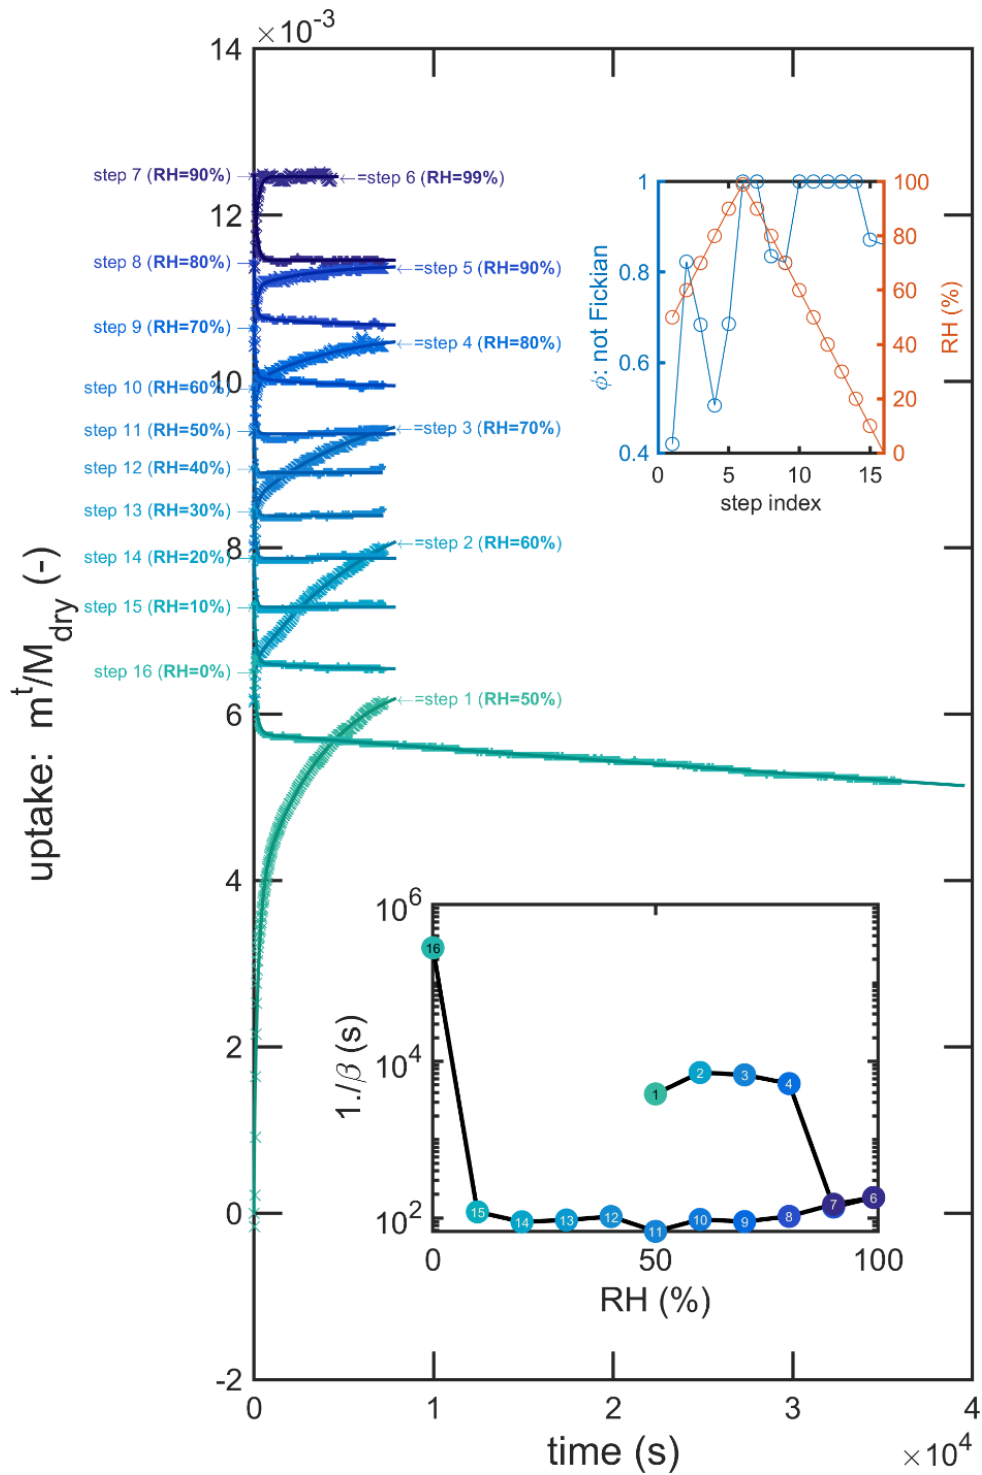 ×10⁻³
14
12
10
8
6
4
2
0
-2
uptake: mᵗ/M_dry (-)
step 7 (RH=90%)→
←=step 6 (RH=99%)
step 8 (RH=80%)→
←=step 5 (RH=90%)
step 9 (RH=70%)→
←=step 4 (RH=80%)
step 10 (RH=60%)→
step 11 (RH=50%)→
←=step 3 (RH=70%)
step 12 (RH=40%)→
step 13 (RH=30%)→
←=step 2 (RH=60%)
step 14 (RH=20%)→
step 15 (RH=10%)→
step 16 (RH=0%)→
←=step 1 (RH=50%)
1
0.8
0.6
0.4
ϕ: not Fickian
100
80
60
40
20
0
RH (%)
0 5 10 15
step index
10⁶
10⁴
10²
1./β (s)
16
1 2 3 4
15 14 13 12 11 10 9 8 7 6
0 50 100
RH (%)
0 1 2 3 4
time (s)
×10⁴